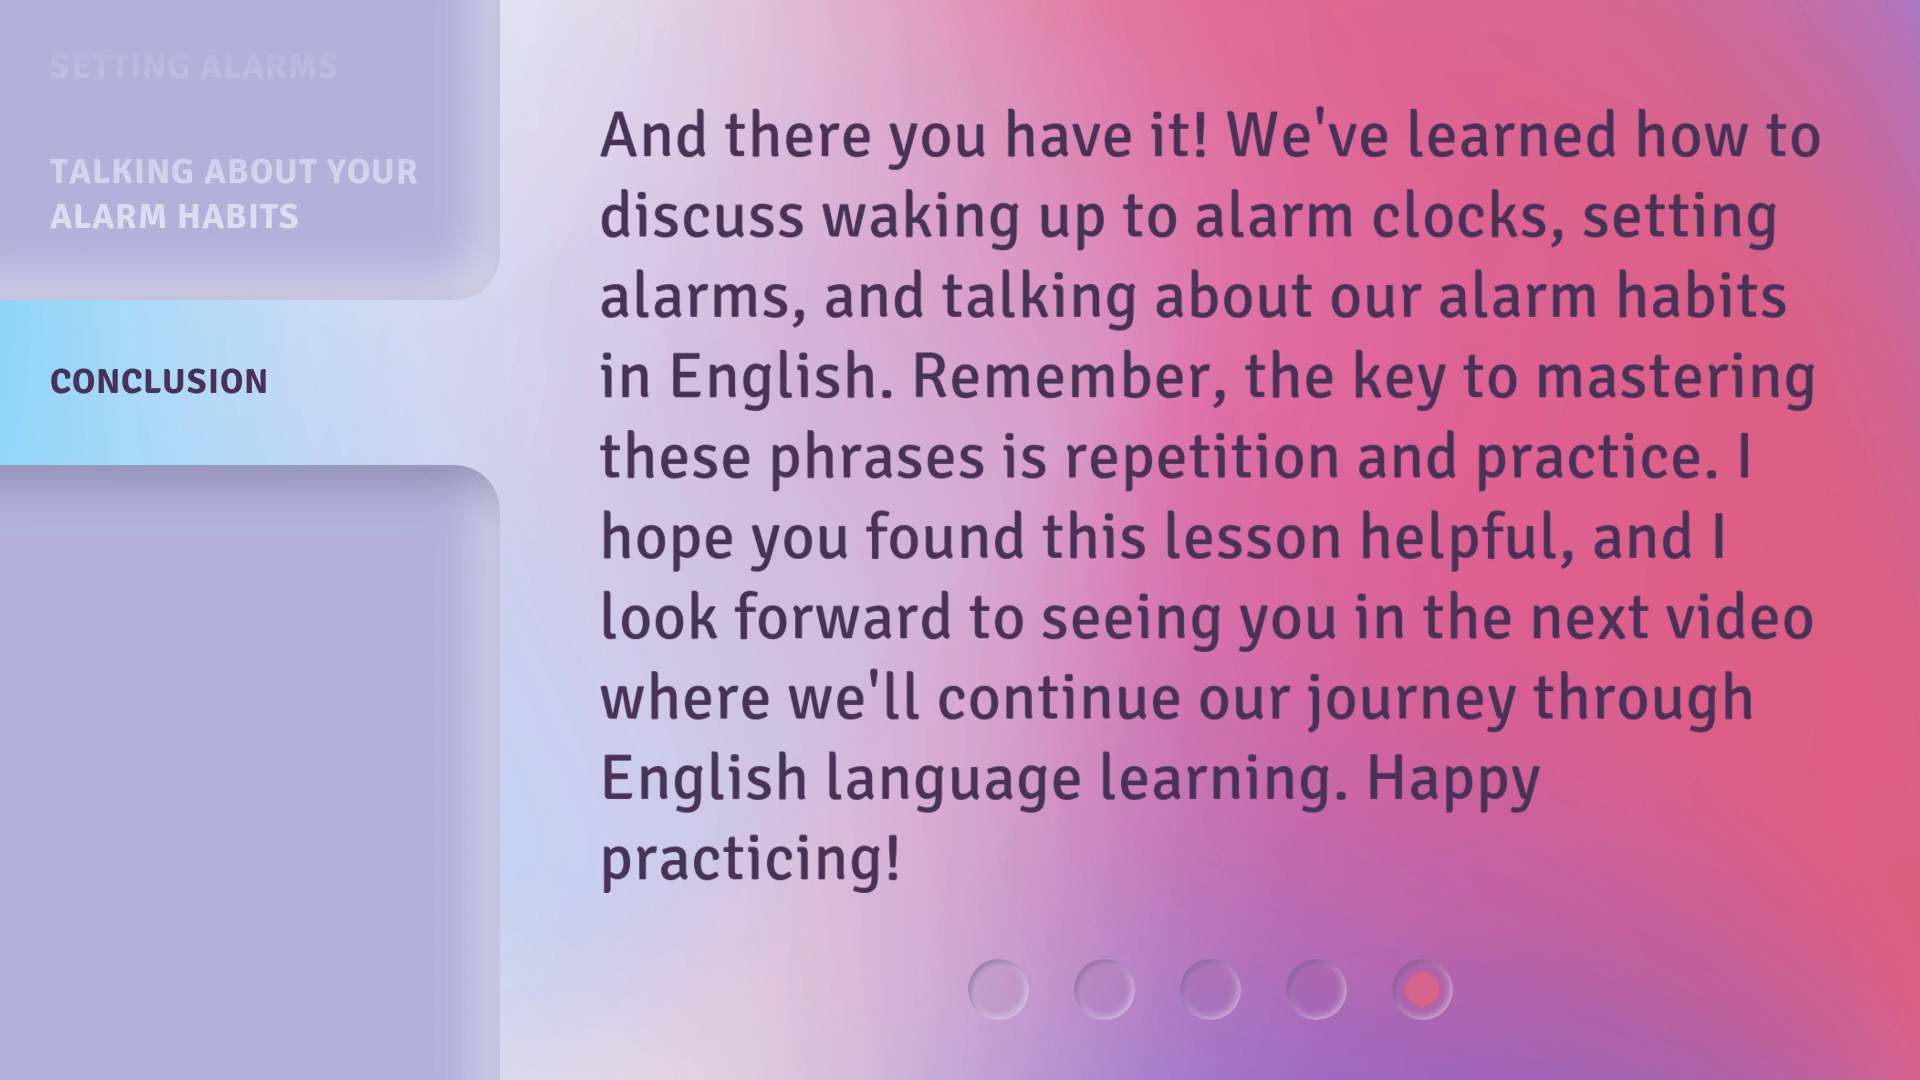 SETTING ALARMS
TALKING ABOUT YOUR
ALARM HABITS
CONCLUSION
And there you have it! We've learned how to
discuss waking up to alarm clocks, setting
alarms, and talking about our alarm habits
in English. Remember, the key to mastering
these phrases is repetition and practice. I
hope you found this lesson helpful, and I
look forward to seeing you in the next video
where we'll continue our journey through
English language learning. Happy
practicing!